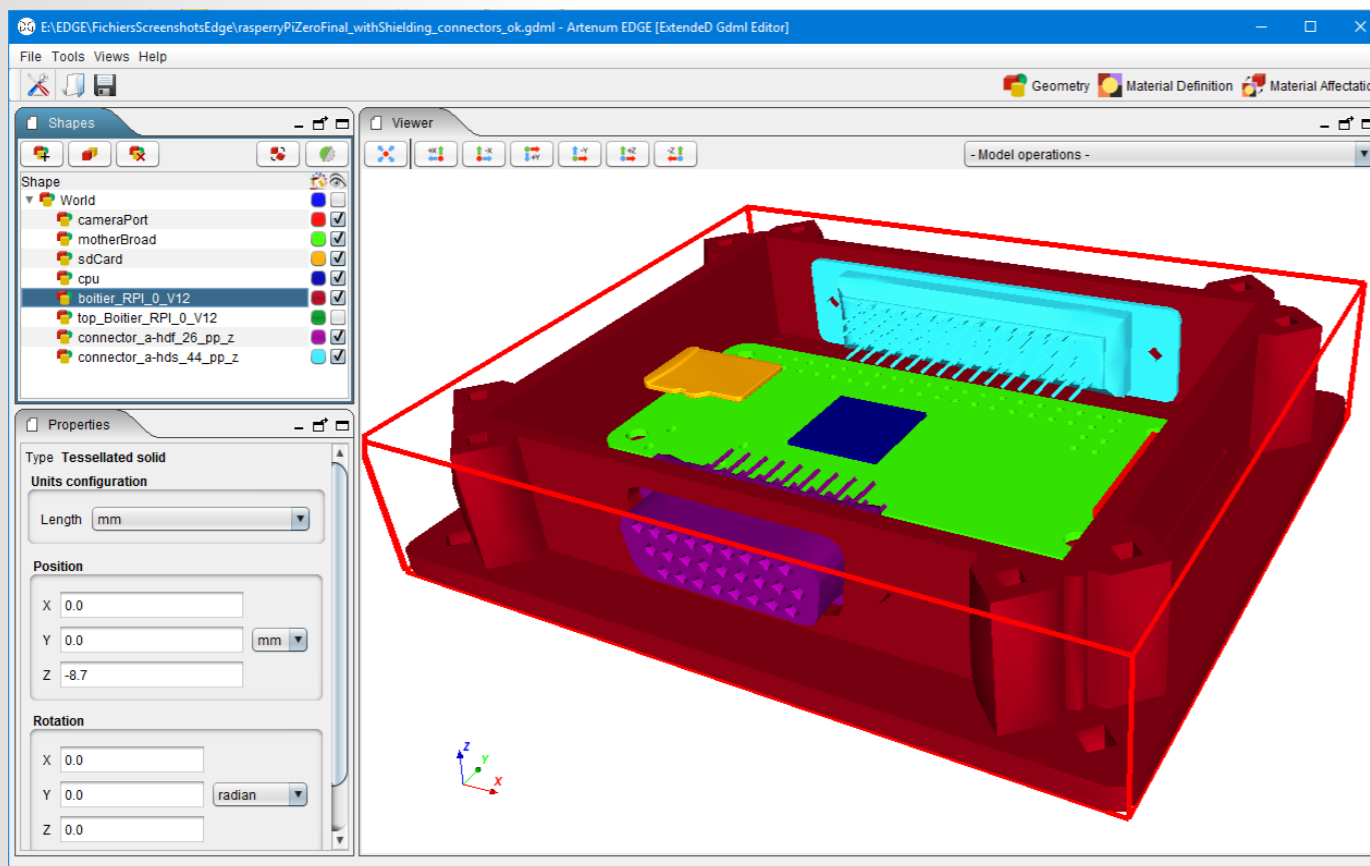 E:\EDGE\FichiersScreenshotsEdge\rasperryPiZeroFinal_withShielding_connectors_ok.gdml - Artenum EDGE [ExtendeD Gdml Editor]
File Tools Views Help
Geometry Material Definition Material Affectatio
Shapes
Viewer
+X -X +Y -Y +Z -Z
- Model operations -
Shape
World
cameraPort
motherBroad
sdCard
cpu
boitier_RPI_0_V12
top_Boitier_RPI_0_V12
connector_a-hdf_26_pp_z
connector_a-hds_44_pp_z
Properties
Type Tessellated solid
Units configuration
Length mm
Position
X 0.0
Y 0.0 mm
Z -8.7
Rotation
X 0.0
Y 0.0 radian
Z 0.0
Z
Y
X